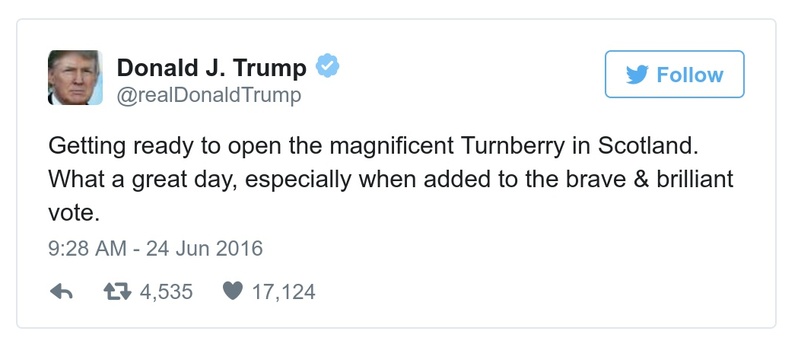 Donald J. Trump
@realDonaldTrump
Follow
Getting ready to open the magnificent Turnberry in Scotland.
What a great day, especially when added to the brave & brilliant
vote.
9:28 AM - 24 Jun 2016
4,535 17,124